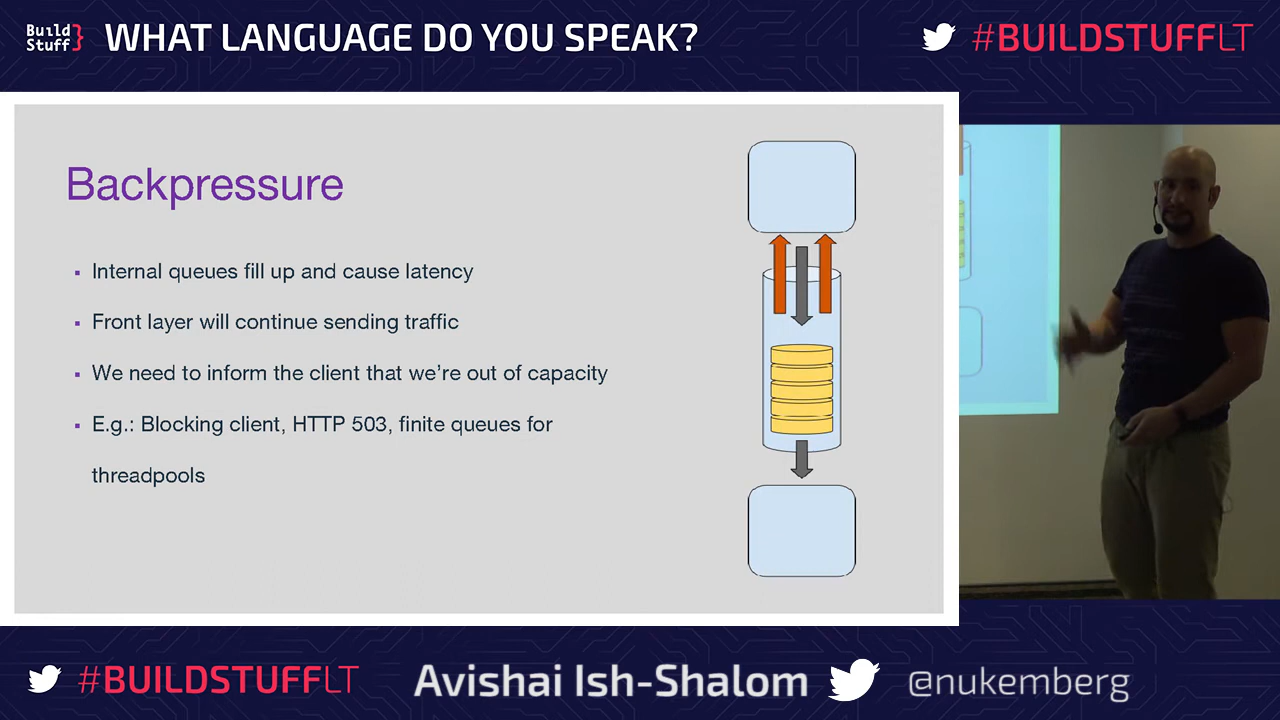 Build
Stuff} WHAT LANGUAGE DO YOU SPEAK?
#BUILDSTUFFLT
Backpressure
▪ Internal queues fill up and cause latency
▪ Front layer will continue sending traffic
▪ We need to inform the client that we’re out of capacity
▪ E.g.: Blocking client, HTTP 503, finite queues for
threadpools
#BUILDSTUFFLT
Avishai Ish-Shalom
@nukemberg